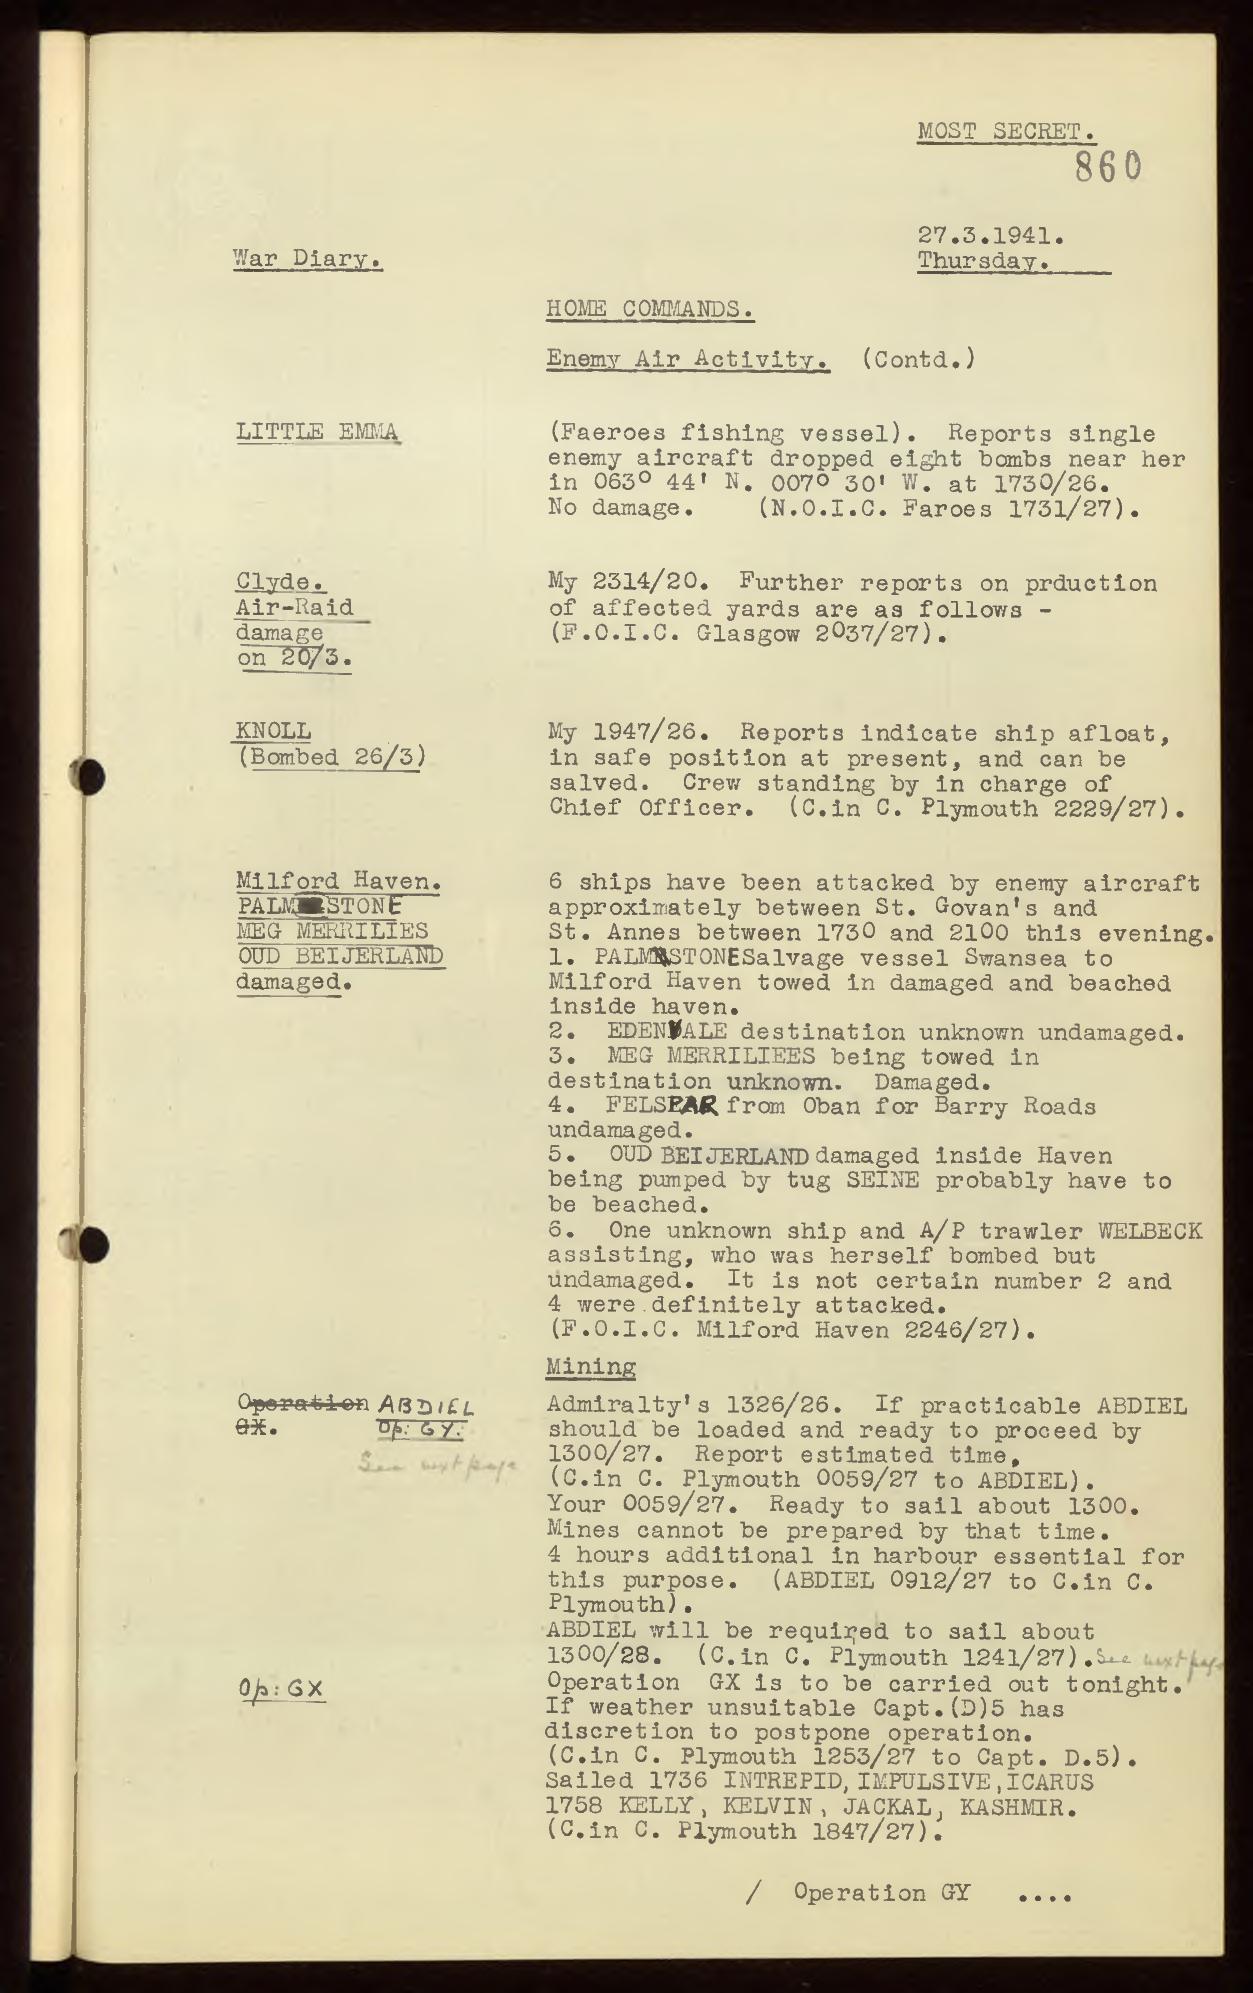 MOST SECRET.
860
27.3.1941.
War Diary.
Thursday.
HOME COMMANDS.
Enemy Air Activity. (Contd.)
LITTLE EMMA
(Faeroes fishing vessel). Reports single
enemy aircraft dropped eight bombs near her
in 063° 44' N. 007° 30' W. at 1730/26.
No damage. (N.O.I.C. Faroes 1731/27).
Clyde.
Air-Raid
damage
on 20/3.
My 2314/20. Further reports on prduction
of affected yards are as follows -
(F.O.I.C. Glasgow 2037/27).
KNOLL
(Bombed 26/3)
My 1947/26. Reports indicate ship afloat,
in safe position at present, and can be
salved. Crew standing by in charge of
Chief Officer. (C.in C. Plymouth 2229/27).
Milford Haven.
PALMSTONE
MEG MERRILIES
OUD BEIJERLAND
damaged.
6 ships have been attacked by enemy aircraft
approximately between St. Govan's and
St. Annes between 1730 and 2100 this evening.
1. PALMSTONE Salvage vessel Swansea to
Milford Haven towed in damaged and beached
inside haven.
2. EDENVALE destination unknown undamaged.
3. MEG MERRILIEES being towed in
destination unknown. Damaged.
4. FELSPAR from Oban for Barry Roads
undamaged.
5. OUD BEIJERLAND damaged inside Haven
being pumped by tug SEINE probably have to
be beached.
6. One unknown ship and A/P trawler WELBECK
assisting, who was herself bombed but
undamaged. It is not certain number 2 and
4 were definitely attacked.
(F.O.I.C. Milford Haven 2246/27).
Mining
Operation ABDIEL
GX. Op: GY.
See next page
Admiralty's 1326/26. If practicable ABDIEL
should be loaded and ready to proceed by
1300/27. Report estimated time.
(C.in C. Plymouth 0059/27 to ABDIEL).
Your 0059/27. Ready to sail about 1300.
Mines cannot be prepared by that time.
4 hours additional in harbour essential for
this purpose. (ABDIEL 0912/27 to C.in C.
Plymouth).
ABDIEL will be required to sail about
1300/28. (C.in C. Plymouth 1241/27). See next page
Op: GX
Operation GX is to be carried out tonight.
If weather unsuitable Capt.(D)5 has
discretion to postpone operation.
(C.in C. Plymouth 1253/27 to Capt. D.5).
Sailed 1736 INTREPID, IMPULSIVE, ICARUS
1758 KELLY, KELVIN, JACKAL, KASHMIR.
(C.in C. Plymouth 1847/27).
/ Operation GY ....